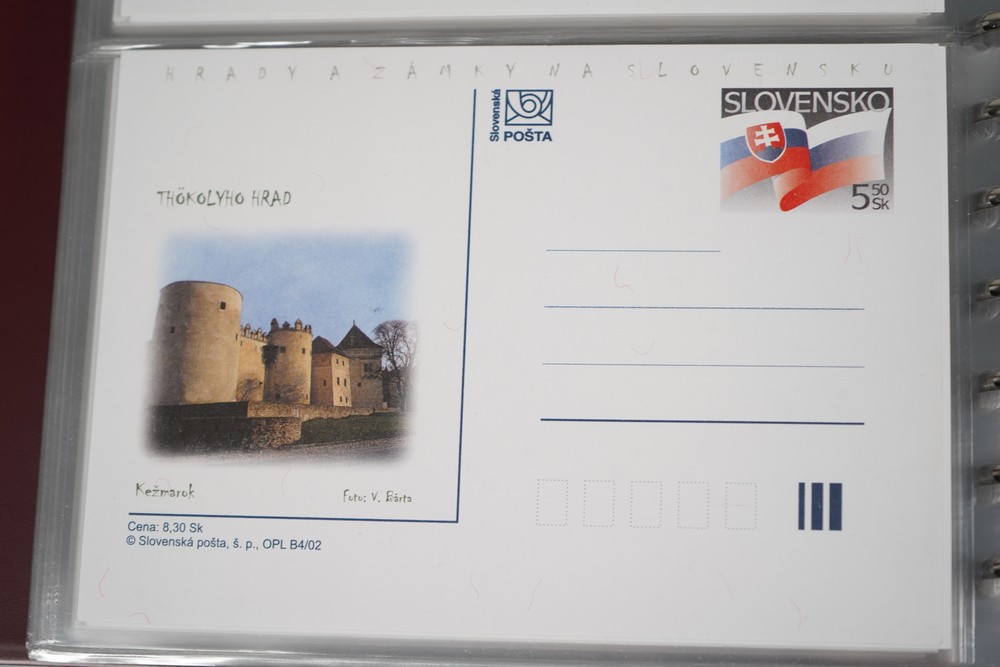 HRADY A ZÁMKY NA SLOVENSKU
Slovenská
POŠTA
SLOVENSKO
5 50
Sk
THÖKOLYHO HRAD
Kežmarok
Foto: V. Bárta
Cena: 8,30 Sk
© Slovenská pošta, š. p., OPL B4/02